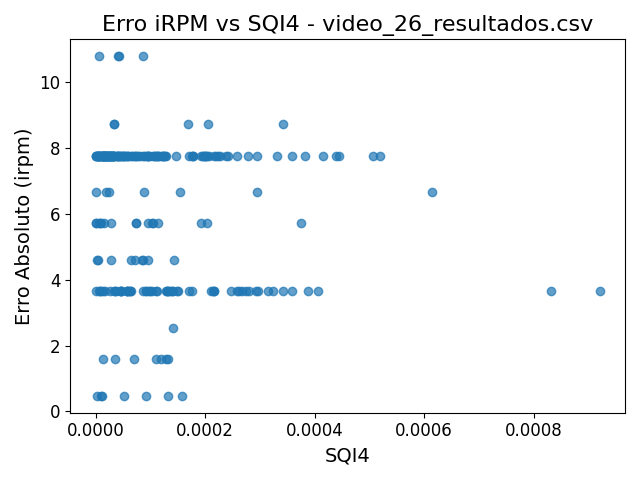 Erro iRPM vs SQI4 - video_26_resultados.csv
Erro Absoluto (irpm)
10
8
6
4
2
0
0.0000 0.0002 0.0004 0.0006 0.0008
SQI4